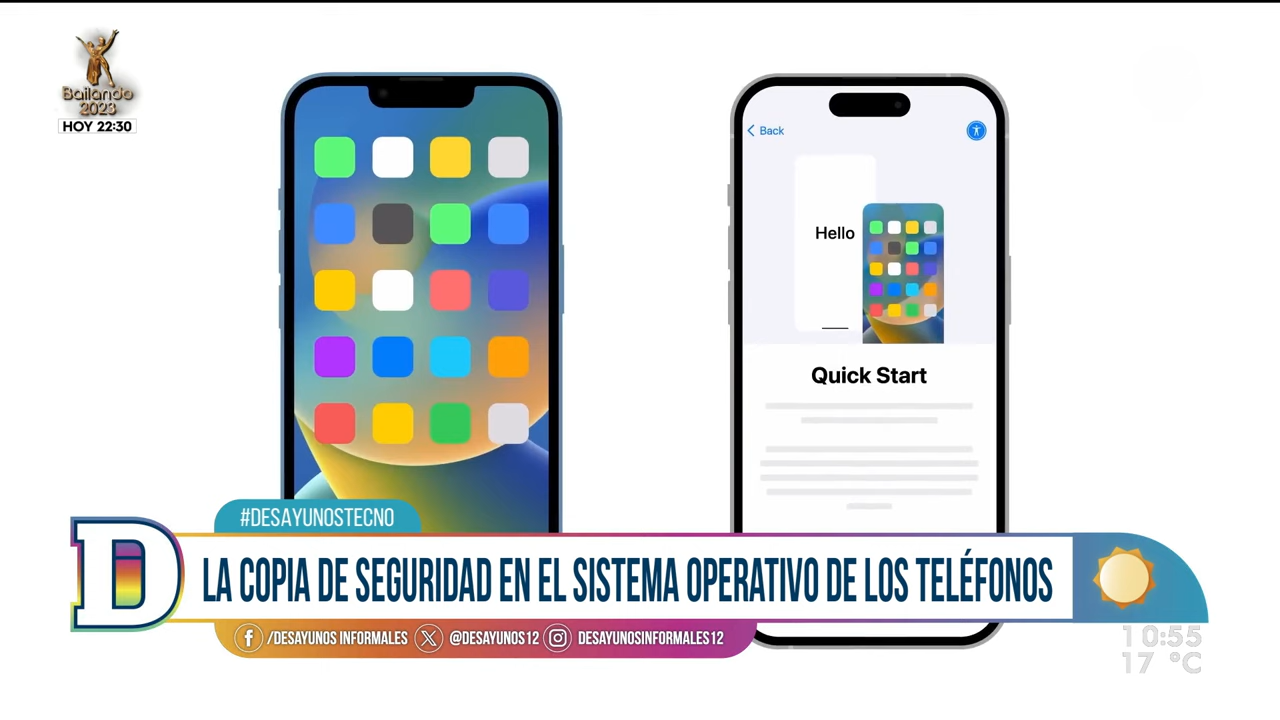 Bailando
2023
HOY 22:30
Back
Hello
Quick Start
#DESAYUNOSTECNO
D
LA COPIA DE SEGURIDAD EN EL SISTEMA OPERATIVO DE LOS TELÉFONOS
/DESAYUNOS INFORMALES @DESAYUNOS12 DESAYUNOSINFORMALES12
10:55
17 °C